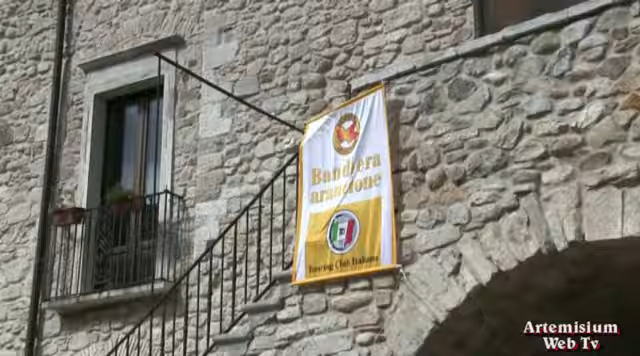 Bandiera
arancione
Touring Club Italiano
Artemisium
Web Tv